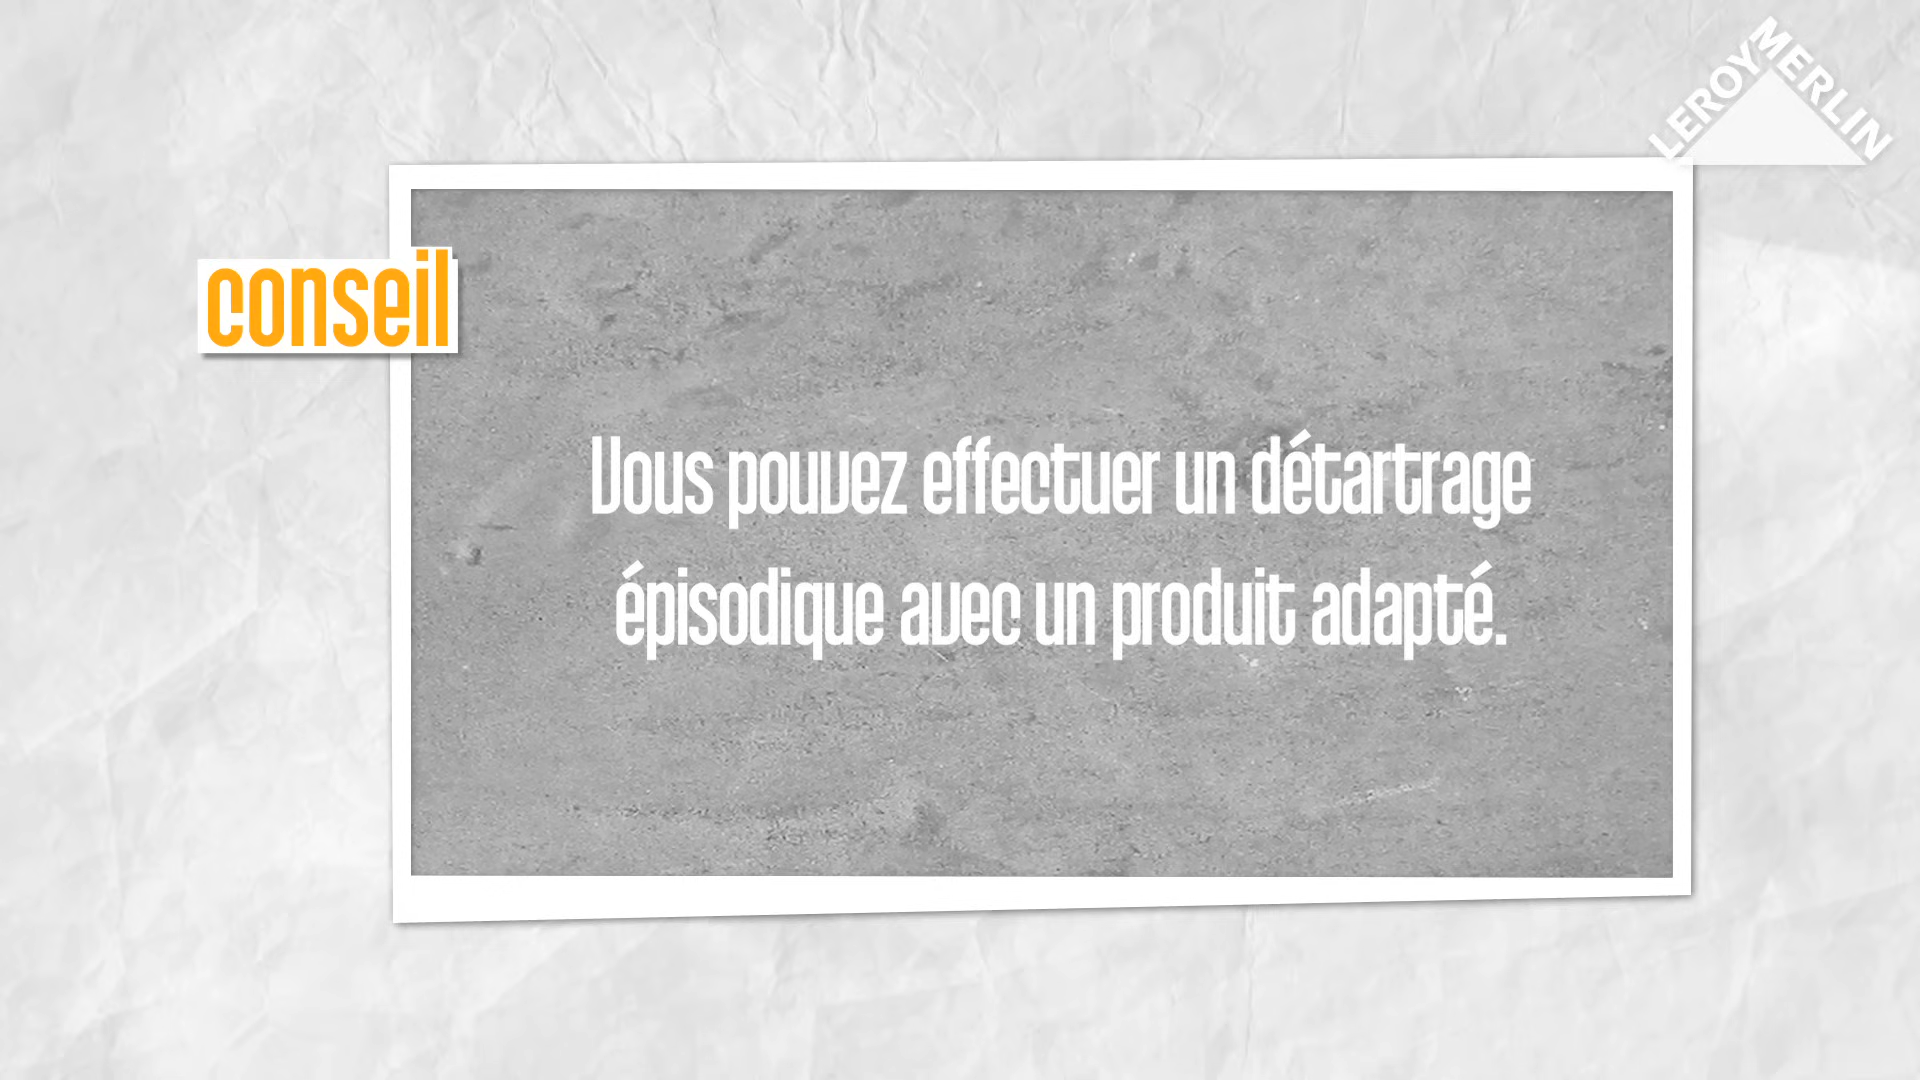 LEROY MERLIN
conseil
Vous pouvez effectuer un détartrage
épisodique avec un produit adapté.